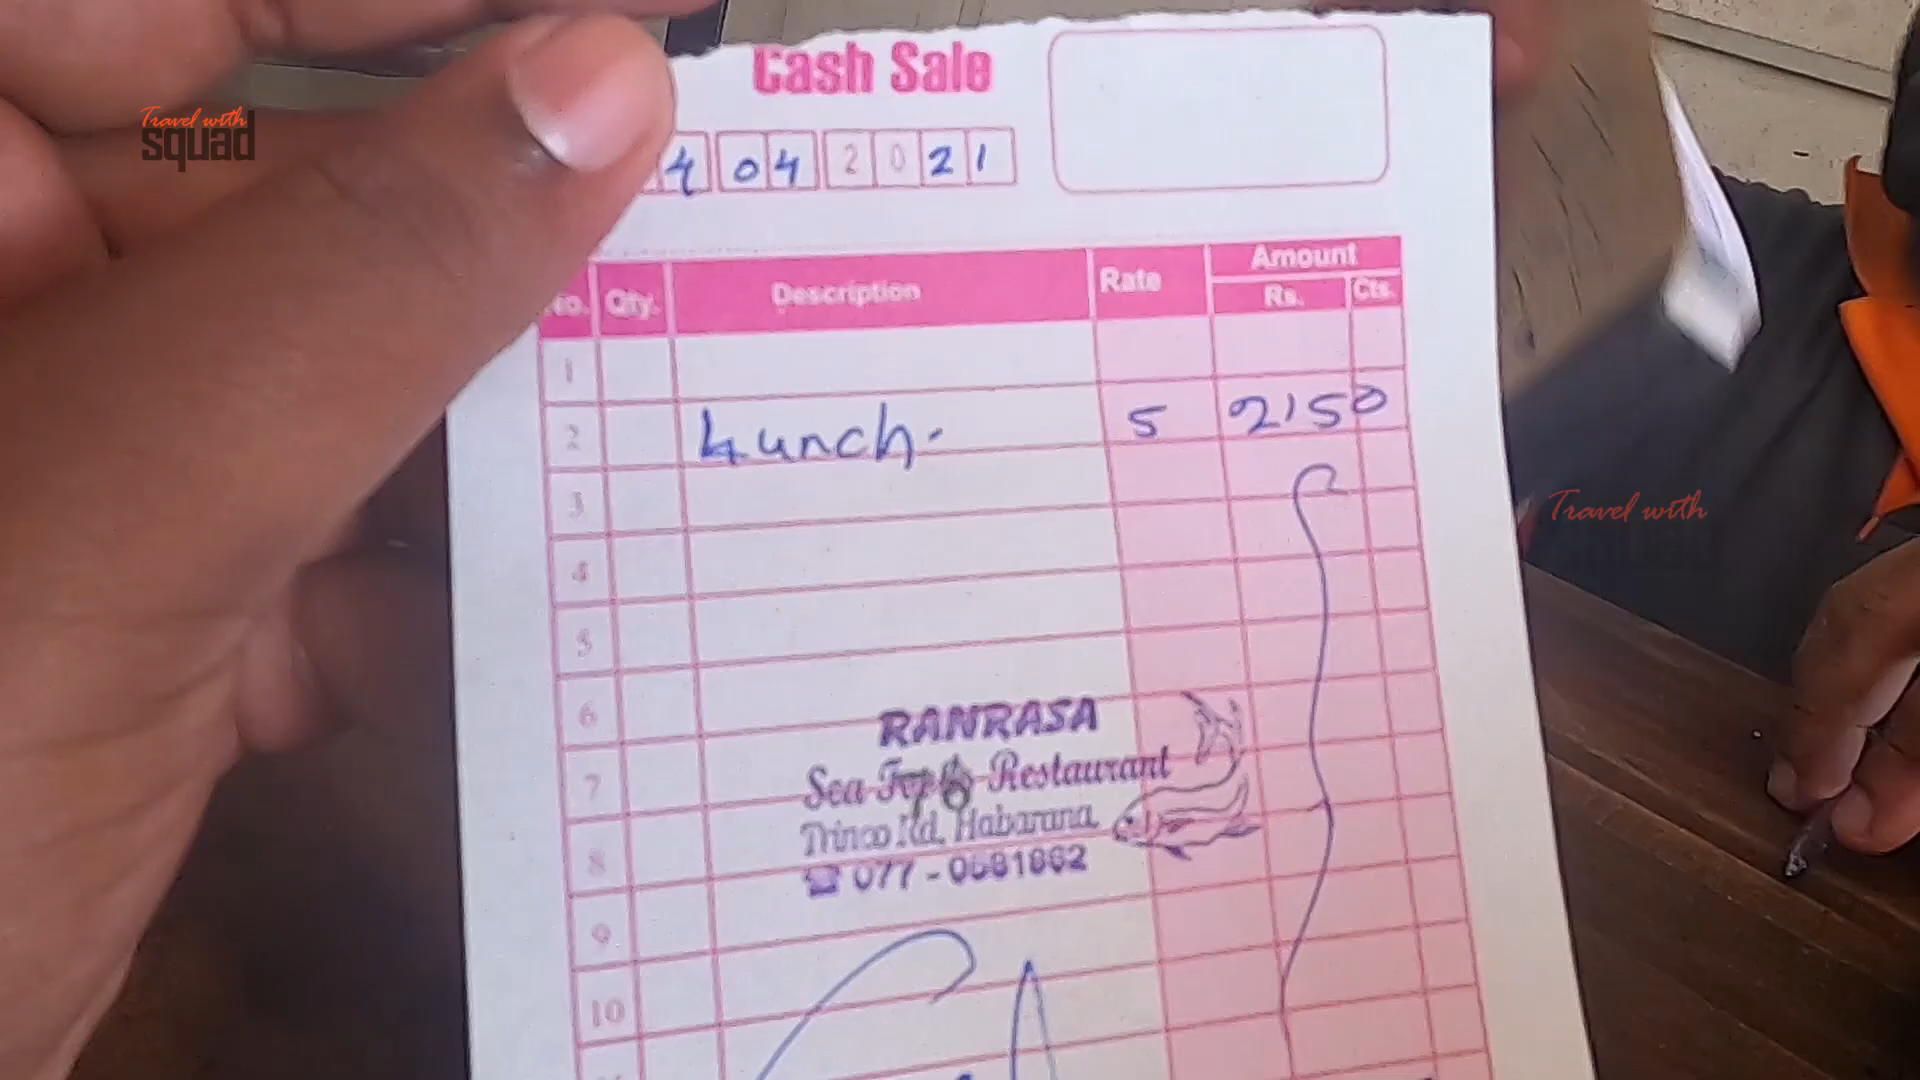 Cash Sale
Travel with
squad
4 04 2021
Amount
No. Qty. Description Rate Rs. Cts.
1
2 Lunch. 5 2150
3
4
Travel with
5
6
RANRASA
7 Sea Restaurant
Trinco Rd, Habarana
8
077 -
9
10